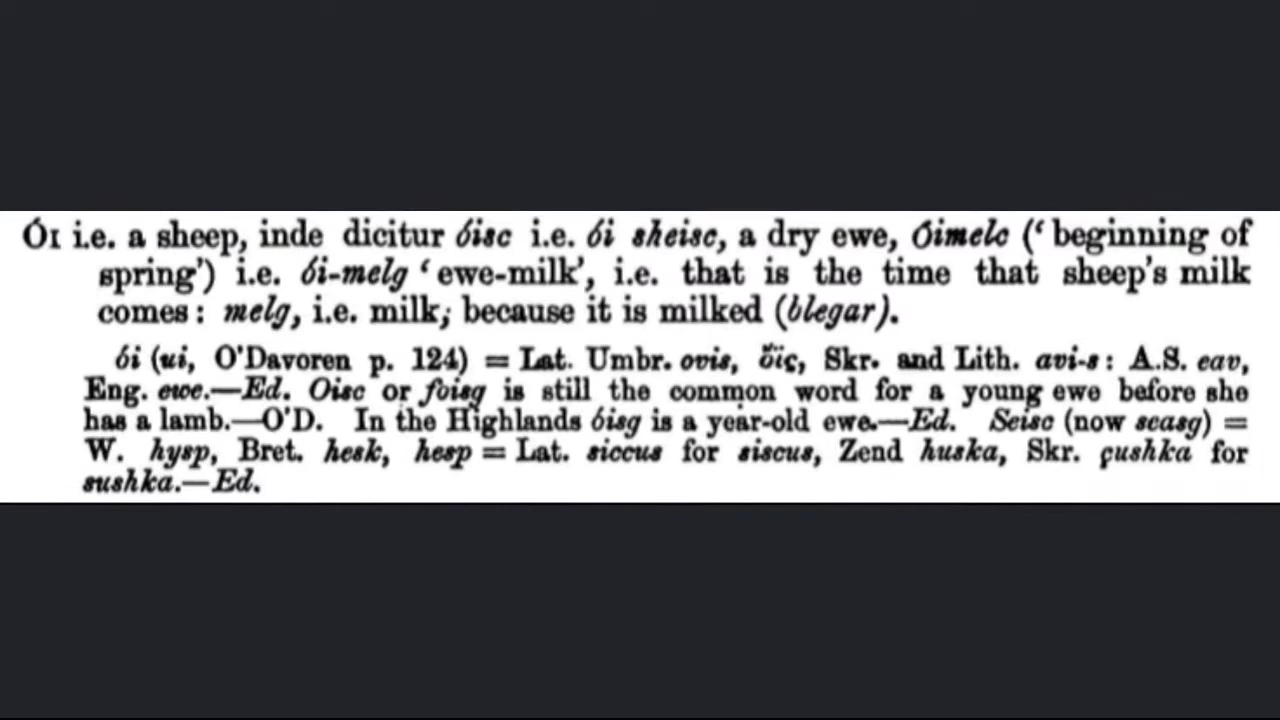 Ói i.e. a sheep, inde dicitur óisc i.e. ói sheisc, a dry ewe, Óimelc (‘beginning of
spring’) i.e. ói-melg ‘ewe-milk’, i.e. that is the time that sheep’s milk
comes: melg, i.e. milk; because it is milked (blegar).
ói (ui, O’Davoren p. 124) = Lat. Umbr. ovis, ὄϊς, Skr. and Lith. avi-s: A.S. eav,
Eng. ewe.—Ed. Oisc or foisg is still the common word for a young ewe before she
has a lamb.—O’D. In the Highlands óisg is a year-old ewe.—Ed. Seisc (now seasg) =
W. hysp, Bret. hesk, hesp = Lat. siccus for siscus, Zend huska, Skr. çushka for
sushka.—Ed.